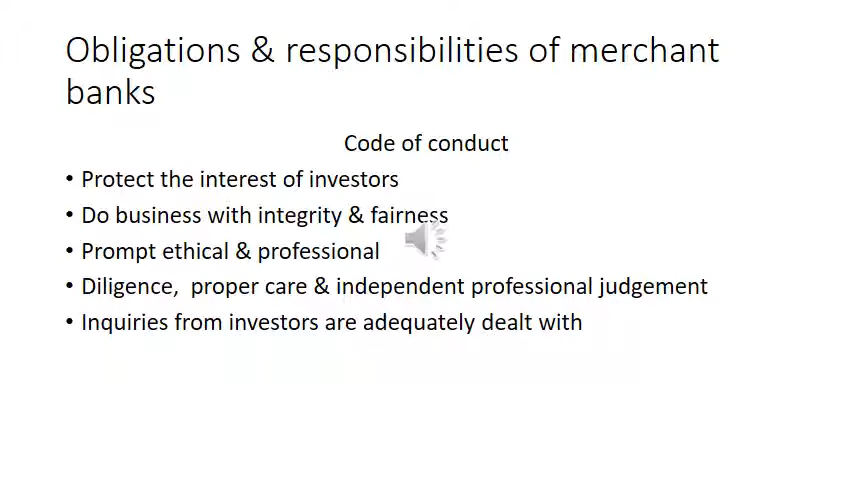 Obligations & responsibilities of merchant
banks
Code of conduct
• Protect the interest of investors
• Do business with integrity & fairness
• Prompt ethical & professional
• Diligence,  proper care & independent professional judgement
• Inquiries from investors are adequately dealt with